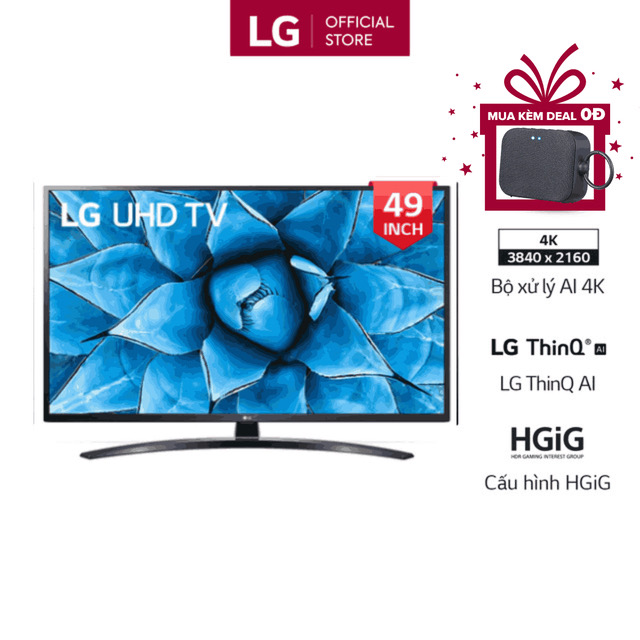 LG
OFFICIAL
STORE
MUA KÈM DEAL 0Đ
LG UHD TV
49
INCH
4K
3840 x 2160
Bộ xử lý AI 4K
LG ThinQ® AI
LG ThinQ AI
HGiG
HDR GAMING INTEREST GROUP
Cấu hình HGiG